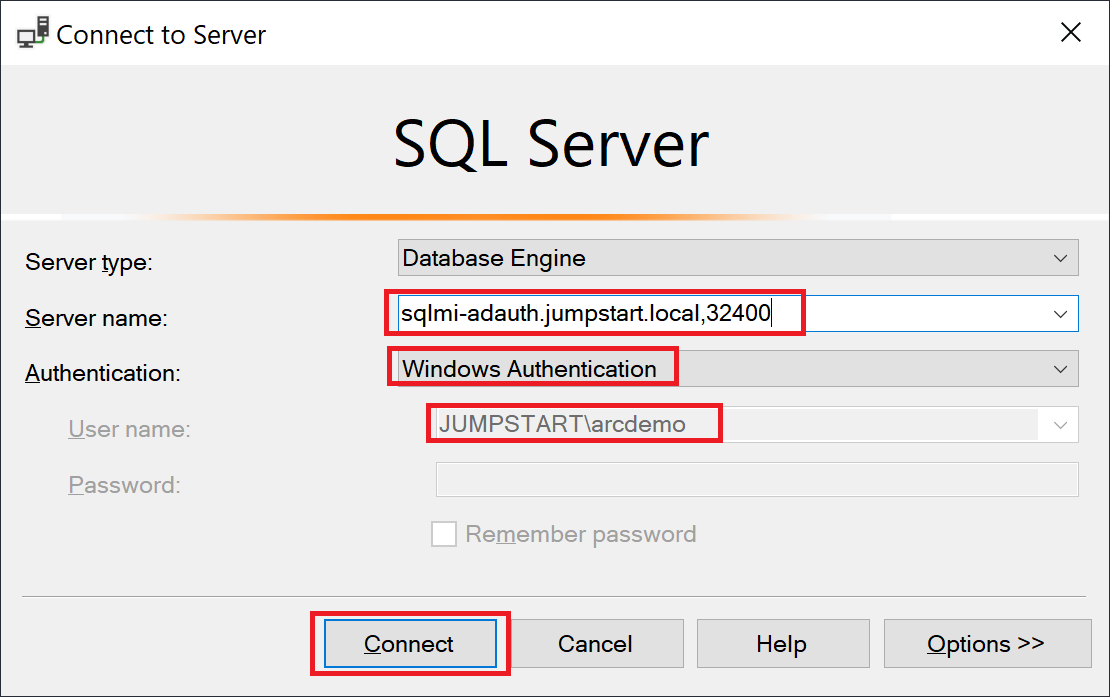 Connect to Server
SQL Server
Server type: Database Engine
Server name: sqlmi-adauth.jumpstart.local,32400
Authentication: Windows Authentication
User name: JUMPSTART\arcdemo
Password:
Remember password
Connect Cancel Help Options >>